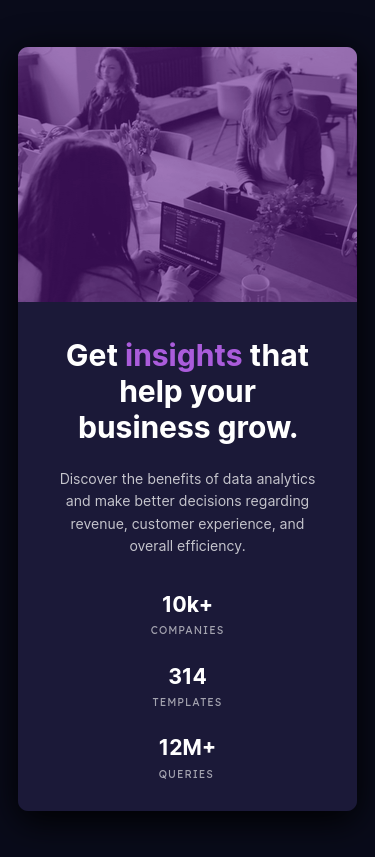 Get insights that
help your
business grow.
Discover the benefits of data analytics
and make better decisions regarding
revenue, customer experience, and
overall efficiency.
10k+
COMPANIES
314
TEMPLATES
12M+
QUERIES